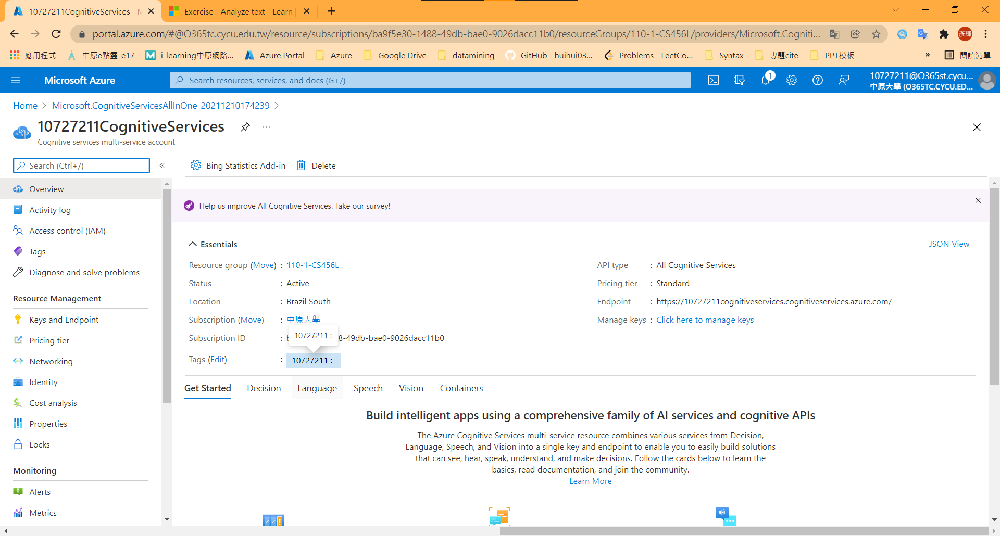 10727211CognitiveServices - M
Exercise - Analyze text - Learn |
portal.azure.com/#@O365tc.cycu.edu.tw/resource/subscriptions/ba9f5e30-1488-49db-bae0-9026dacc11b0/resourceGroups/110-1-CS456L/providers/Microsoft.Cogniti...
彥輝
應用程式
中原e點靈_e17
i-learning中原網路...
Azure Portal
Azure
Google Drive
datamining
GitHub - huihui03...
Problems - LeetCo...
Syntax
專題cite
PPT模板
»
閱讀清單
Microsoft Azure
Search resources, services, and docs (G+/)
1
10727211@O365st.cycu...
中原大學 (O365TC.CYCU.ED...
Home > Microsoft.CognitiveServicesAllInOne-20211210174239 >
10727211CognitiveServices
...
Cognitive services multi-service account
Search (Ctrl+/)
«
Bing Statistics Add-in
Delete
Overview
Activity log
Access control (IAM)
Tags
Diagnose and solve problems
Resource Management
Keys and Endpoint
Pricing tier
Networking
Identity
Cost analysis
Properties
Locks
Monitoring
Alerts
Metrics
Help us improve All Cognitive Services. Take our survey!
Essentials
JSON View
Resource group (Move) : 110-1-CS456L
Status : Active
Location : Brazil South
Subscription (Move) : 中原大學
10727211 :
Subscription ID : b 8-49db-bae0-9026dacc11b0
Tags (Edit) : 10727211 :
API type : All Cognitive Services
Pricing tier : Standard
Endpoint : https://10727211cognitiveservices.cognitiveservices.azure.com/
Manage keys : Click here to manage keys
Get Started
Decision
Language
Speech
Vision
Containers
Build intelligent apps using a comprehensive family of AI services and cognitive APIs
The Azure Cognitive Services multi-service resource combines various services from Decision,
Language, Speech, and Vision into a single key and endpoint to enable you to easily build solutions
that can see, hear, speak, understand, and make decisions. Follow the cards below to learn the
basics, read documentation, and join the community.
Learn More